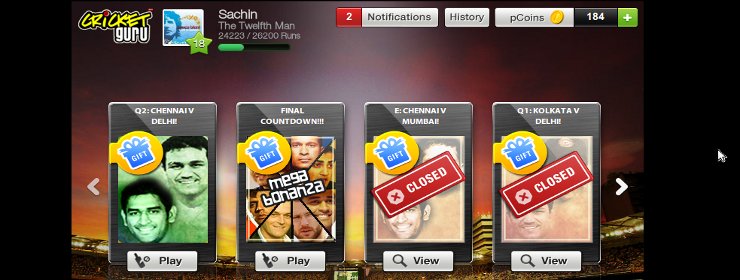 CRICKET
guru
18
Sachin
The Twelfth Man
24223 / 26200 Runs
2
Notifications
History
pCoins
184
+
Q2: CHENNAI V
DELHI!
GIFT
Play
FINAL
COUNTDOWN!!!
GIFT
mega
bonanza
Play
E: CHENNAI V
MUMBAI!
GIFT
CLOSED
View
Q1: KOLKATA V
DELHI!
GIFT
CLOSED
View